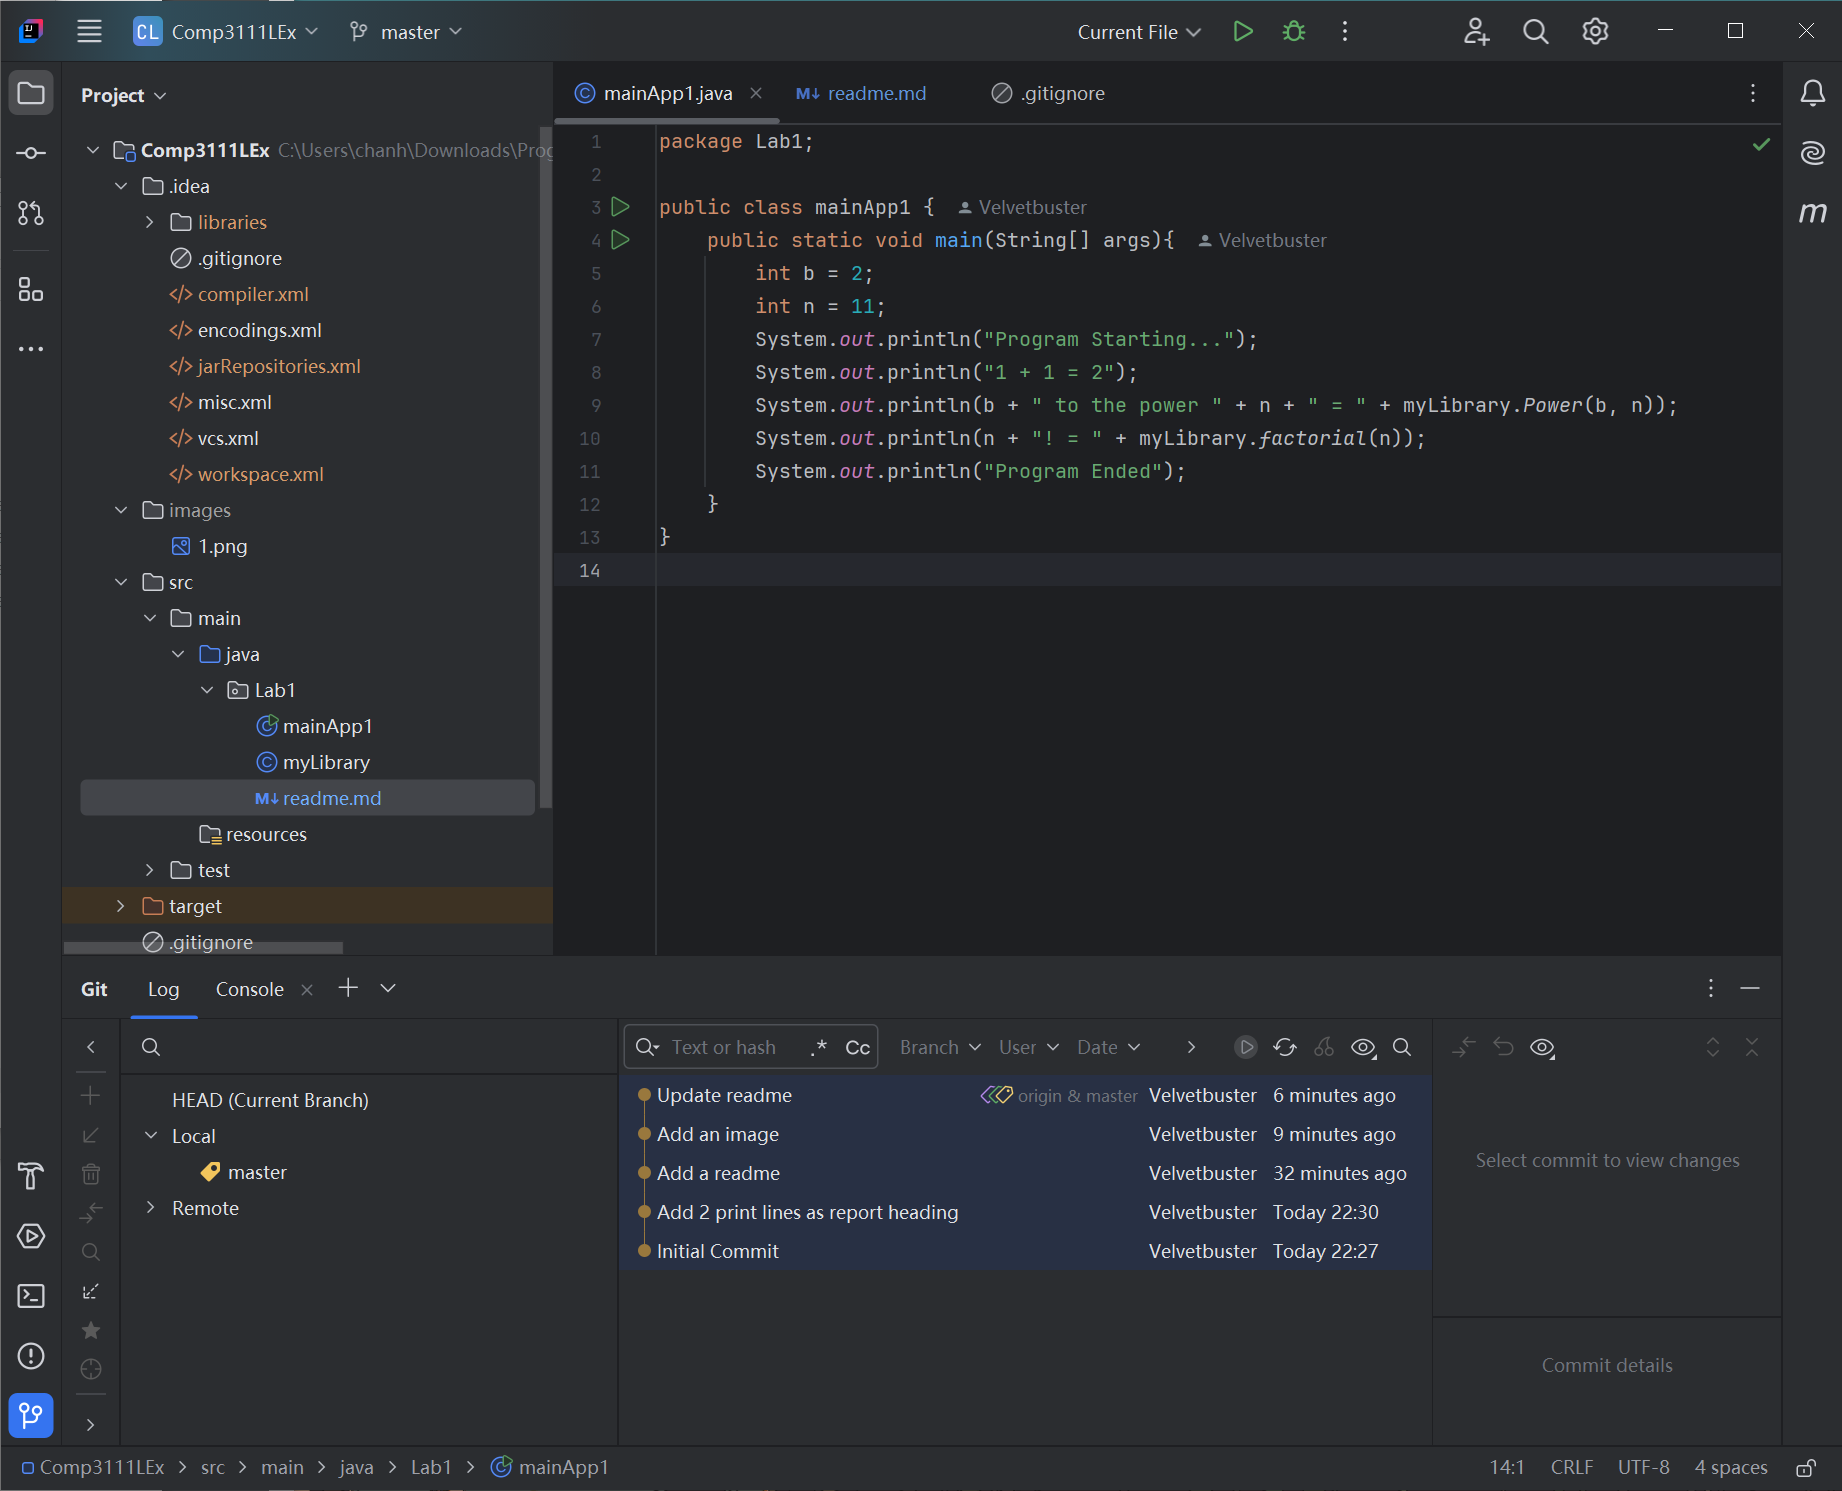 CL Comp3111LEx master Current File
Project
mainApp1.java readme.md .gitignore
Comp3111LEx C:\Users\chanh\Downloads\Prog
.idea
libraries
.gitignore
compiler.xml
encodings.xml
jarRepositories.xml
misc.xml
vcs.xml
workspace.xml
images
1.png
src
main
java
Lab1
mainApp1
myLibrary
readme.md
resources
test
target
.gitignore
1 package Lab1;
2
3 public class mainApp1 { Velvetbuster
4 public static void main(String[] args){ Velvetbuster
5 int b = 2;
6 int n = 11;
7 System.out.println("Program Starting...");
8 System.out.println("1 + 1 = 2");
9 System.out.println(b + " to the power " + n + " = " + myLibrary.Power(b, n));
10 System.out.println(n + "! = " + myLibrary.factorial(n));
11 System.out.println("Program Ended");
12 }
13 }
14
Git Log Console
Text or hash .* Cc Branch User Date
HEAD (Current Branch)
Local
master
Remote
Update readme origin & master Velvetbuster 6 minutes ago
Add an image Velvetbuster 9 minutes ago
Add a readme Velvetbuster 32 minutes ago
Add 2 print lines as report heading Velvetbuster Today 22:30
Initial Commit Velvetbuster Today 22:27
Select commit to view changes
Commit details
Comp3111LEx > src > main > java > Lab1 > mainApp1 14:1 CRLF UTF-8 4 spaces